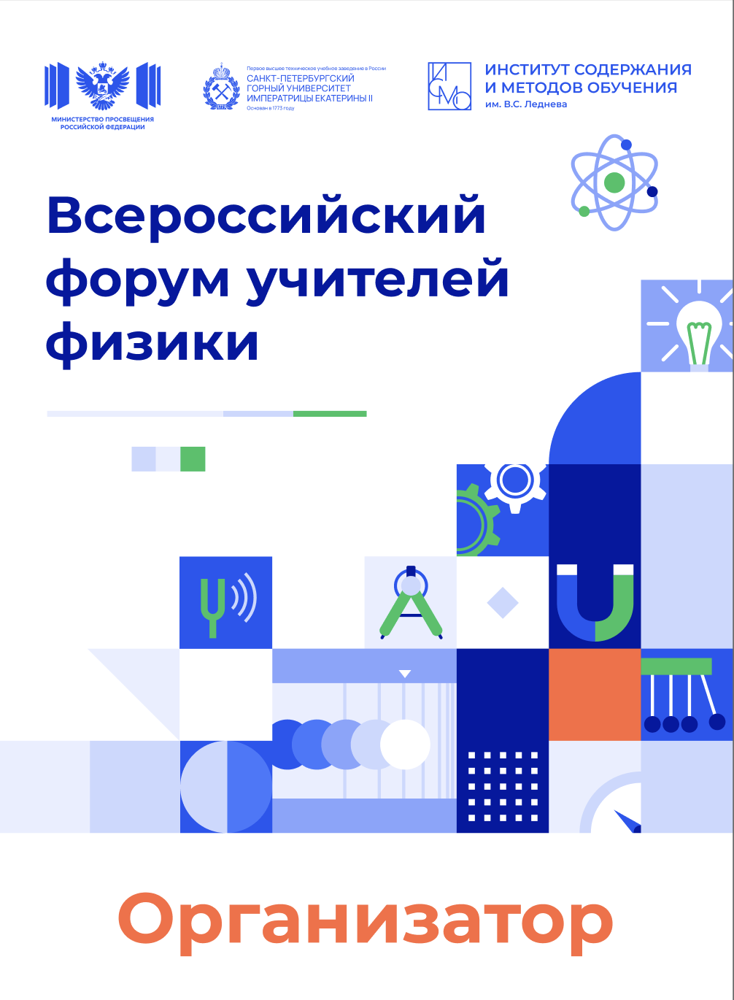 МИНИСТЕРСТВО ПРОСВЕЩЕНИЯ
РОССИЙСКОЙ ФЕДЕРАЦИИ
Первое высшее техническое учебное заведение в России
САНКТ-ПЕТЕРБУРГСКИЙ
ГОРНЫЙ УНИВЕРСИТЕТ
ИМПЕРАТРИЦЫ ЕКАТЕРИНЫ II
Основан в 1773 году
ИСМО
ИНСТИТУТ СОДЕРЖАНИЯ
И МЕТОДОВ ОБУЧЕНИЯ
им. В.С. Леднева
Всероссийский
форум учителей
физики
Организатор